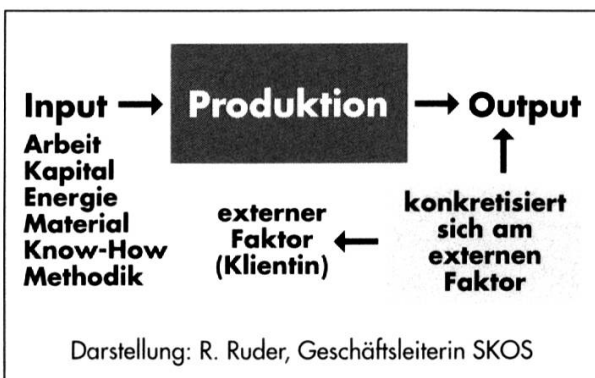 Input → Produktion → Output
Arbeit
Kapital
Energie
Material
Know-How
Methodik
externer
Faktor
(Klientin)
←
konkretisiert
sich am
externen
Faktor
Darstellung: R. Ruder, Geschäftsleiterin SKOS